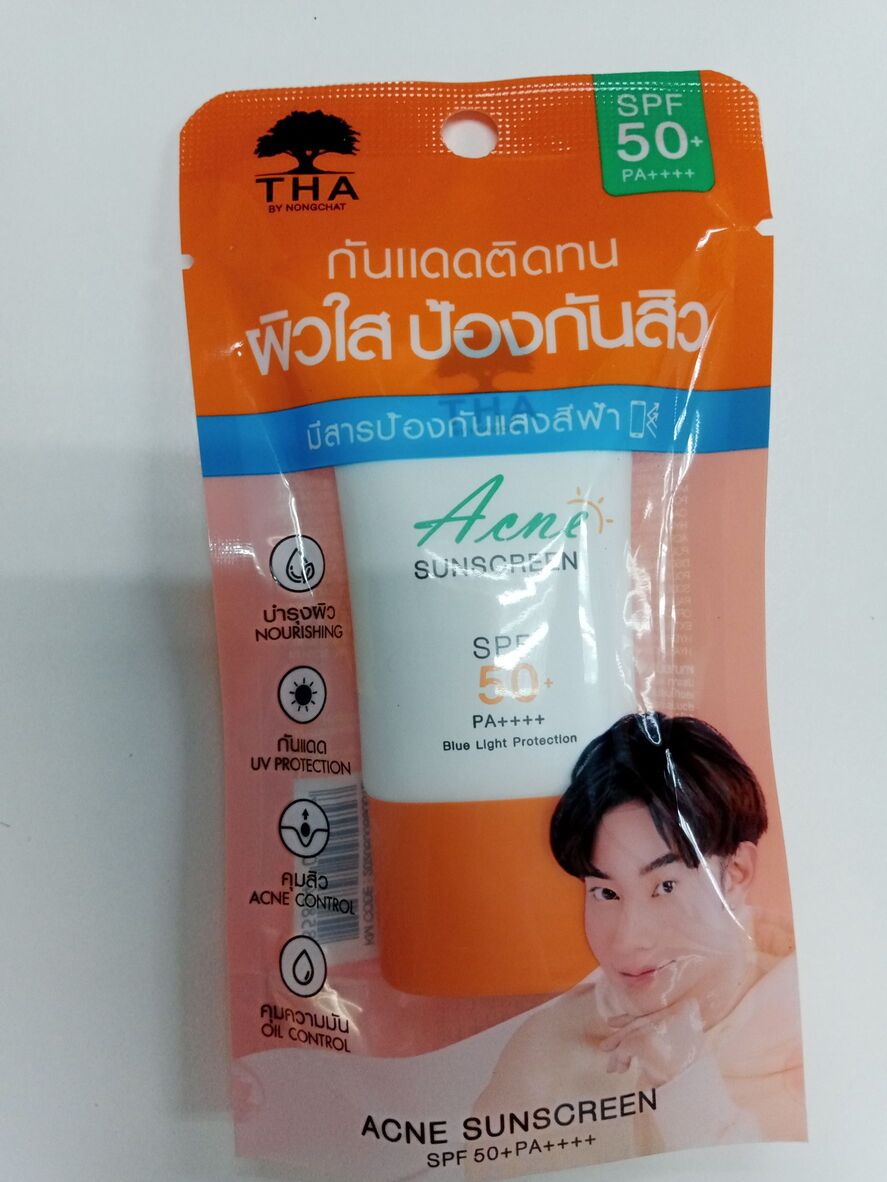 THA
BY NONGCHAT
SPF
50+
PA++++
กันแดดติดทน
ผิวใส ป้องกันสิว
THA
มีสารป้องกันแสงสีฟ้า
Acne
SUNSCREEN
SPF
50+
PA++++
Blue Light Protection
บำรุงผิว
NOURISHING
กันแดด
UV PROTECTION
คุมสิว
ACNE CONTROL
คุมความมัน
OIL CONTROL
ACNE SUNSCREEN
SPF 50+PA++++